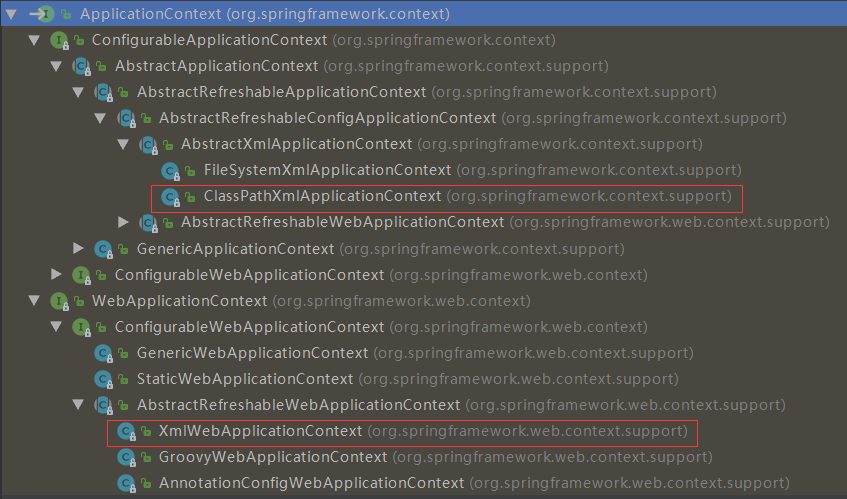 ApplicationContext (org.springframework.context)
ConfigurableApplicationContext (org.springframework.context)
AbstractApplicationContext (org.springframework.context.support)
AbstractRefreshableApplicationContext (org.springframework.context.support)
AbstractRefreshableConfigApplicationContext (org.springframework.context.support)
AbstractXmlApplicationContext (org.springframework.context.support)
FileSystemXmlApplicationContext (org.springframework.context.support)
ClassPathXmlApplicationContext (org.springframework.context.support)
AbstractRefreshableWebApplicationContext (org.springframework.web.context.support)
GenericApplicationContext (org.springframework.context.support)
ConfigurableWebApplicationContext (org.springframework.web.context)
WebApplicationContext (org.springframework.web.context)
ConfigurableWebApplicationContext (org.springframework.web.context)
GenericWebApplicationContext (org.springframework.web.context.support)
StaticWebApplicationContext (org.springframework.web.context.support)
AbstractRefreshableWebApplicationContext (org.springframework.web.context.support)
XmlWebApplicationContext (org.springframework.web.context.support)
GroovyWebApplicationContext (org.springframework.web.context.support)
AnnotationConfigWebApplicationContext (org.springframework.web.context.support)